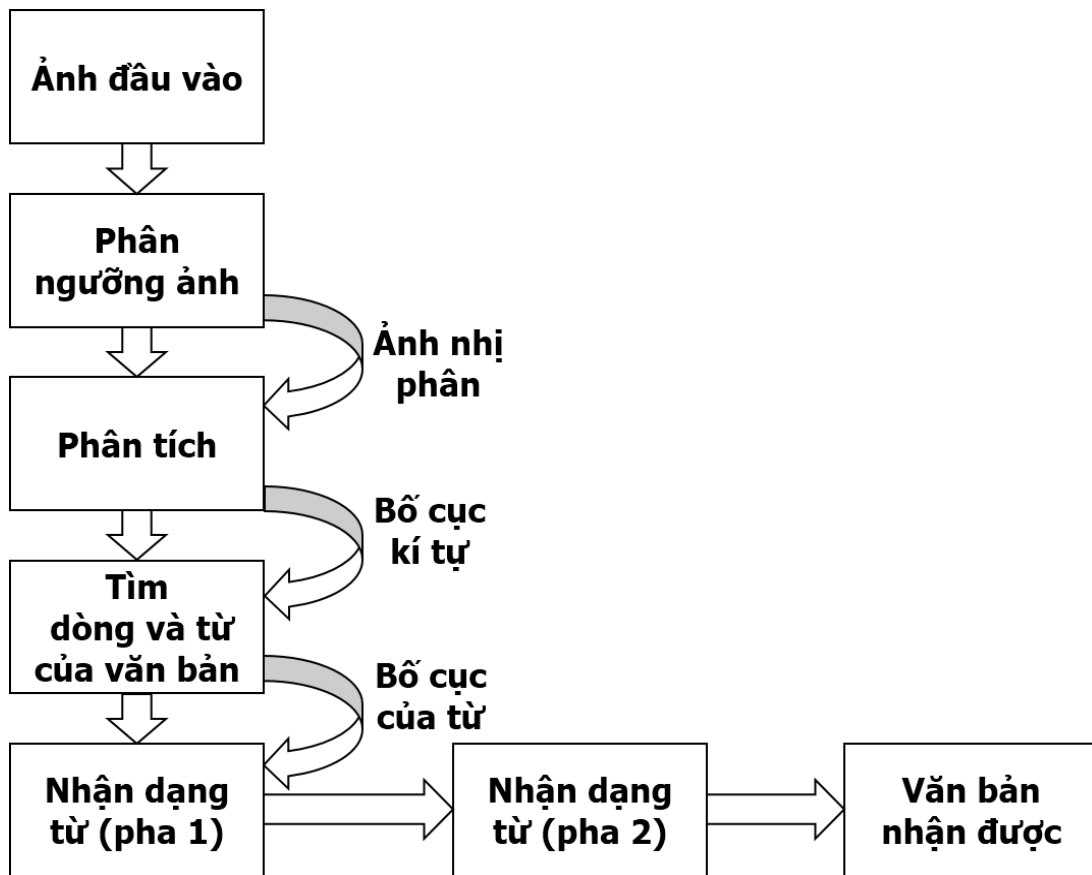 Ảnh đầu vào
Phân
ngưỡng ảnh
Ảnh nhị
phân
Phân tích
Bố cục
kí tự
Tìm
dòng và từ
của văn bản
Bố cục
của từ
Nhận dạng
từ (pha 1)
Nhận dạng
từ (pha 2)
Văn bản
nhận được